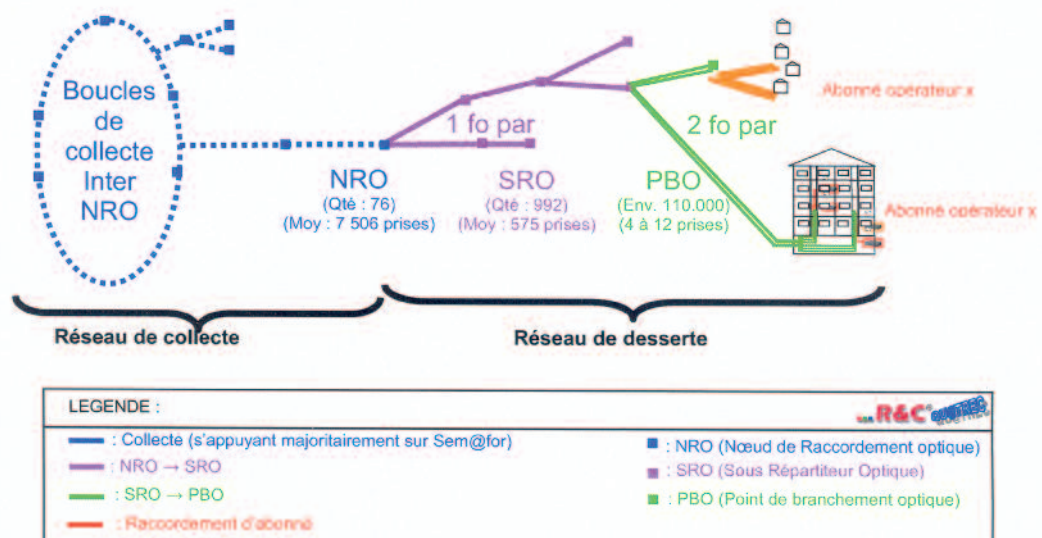 Boucles
de
collecte
Inter
NRO
1 fo par
2 fo par
Abonné opérateur x
Abonné opérateur x
NRO
(Qté : 76)
(Moy : 7 506 prises)
SRO
(Qté : 992)
(Moy : 575 prises)
PBO
(Env. 110.000)
(4 à 12 prises)
Réseau de collecte
Réseau de desserte
LEGENDE :
R&C
: Collecte (s'appuyant majoritairement sur Sem@for)
: NRO → SRO
: SRO → PBO
: Raccordement d'abonné
: NRO (Nœud de Raccordement optique)
: SRO (Sous Répartiteur Optique)
: PBO (Point de branchement optique)